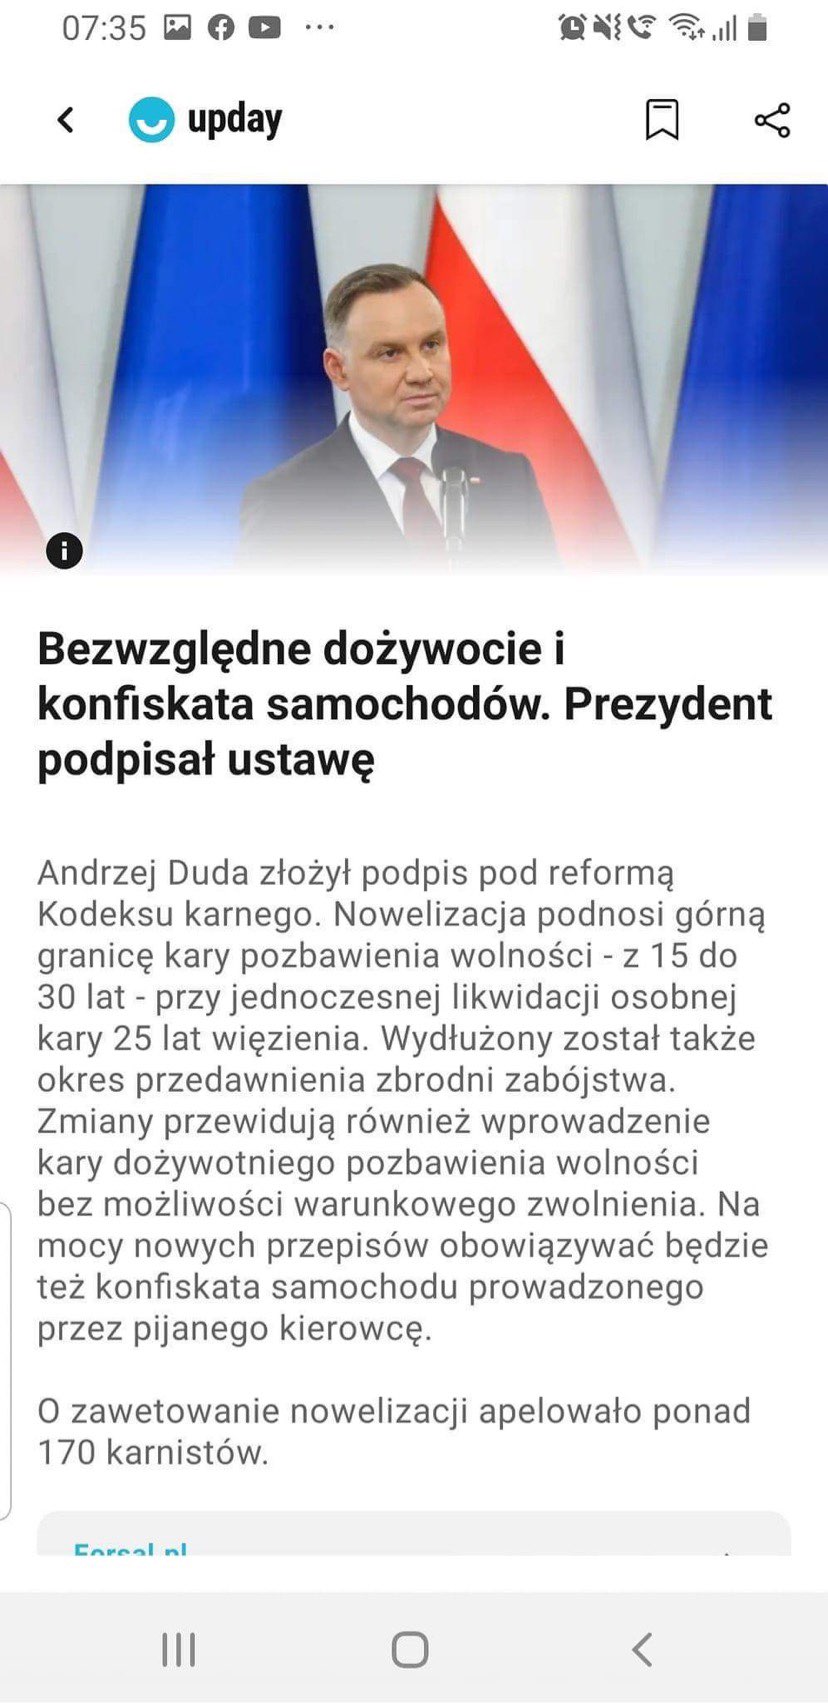 07:35
upday
Bezwzględne dożywocie i
konfiskata samochodów. Prezydent
podpisał ustawę
Andrzej Duda złożył podpis pod reformą
Kodeksu karnego. Nowelizacja podnosi górną
granicę kary pozbawienia wolności - z 15 do
30 lat - przy jednoczesnej likwidacji osobnej
kary 25 lat więzienia. Wydłużony został także
okres przedawnienia zbrodni zabójstwa.
Zmiany przewidują również wprowadzenie
kary dożywotniego pozbawienia wolności
bez możliwości warunkowego zwolnienia. Na
mocy nowych przepisów obowiązywać będzie
też konfiskata samochodu prowadzonego
przez pijanego kierowcę.
O zawetowanie nowelizacji apelowało ponad
170 karnistów.
Forsal.pl